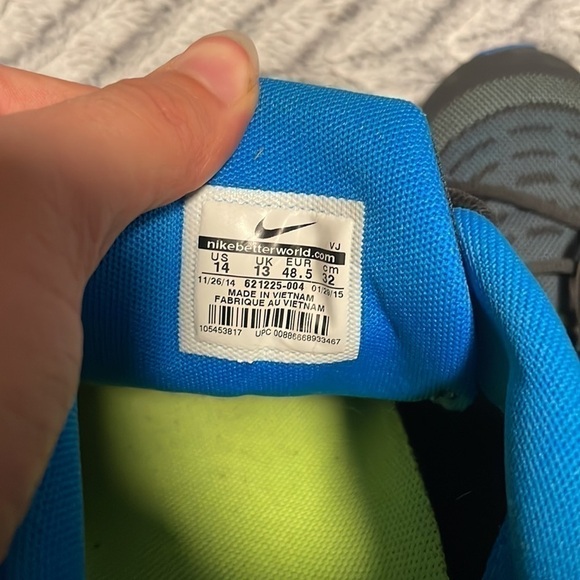 VJ
nikebetterworld.com
US UK EUR cm
14 13 48.5 32
11/26/14 621225-004 01/29/15
MADE IN VIETNAM
FABRIQUE AU VIETNAM
105453817 UPC 00886668933467